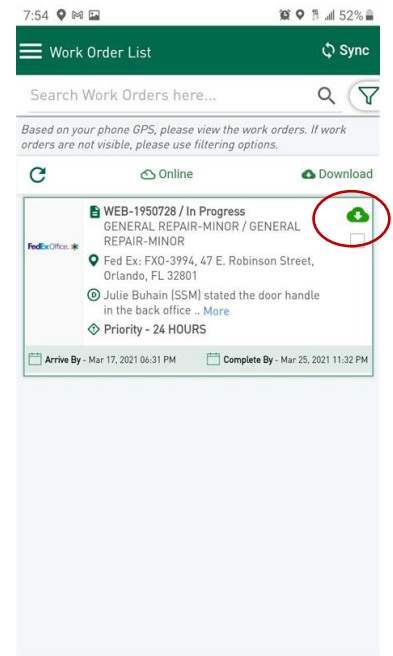 7:54 52%
Work Order List Sync
Search Work Orders here...
Based on your phone GPS, please view the work orders. If work
orders are not visible, please use filtering options.
Online Download
WEB-1950728 / In Progress
GENERAL REPAIR-MINOR / GENERAL
REPAIR-MINOR
FedEx Office.
Fed Ex: FXO-3994, 47 E. Robinson Street,
Orlando, FL 32801
D Julie Buhain (SSM) stated the door handle
in the back office .. More
Priority - 24 HOURS
Arrive By - Mar 17, 2021 06:31 PM Complete By - Mar 25, 2021 11:32 PM